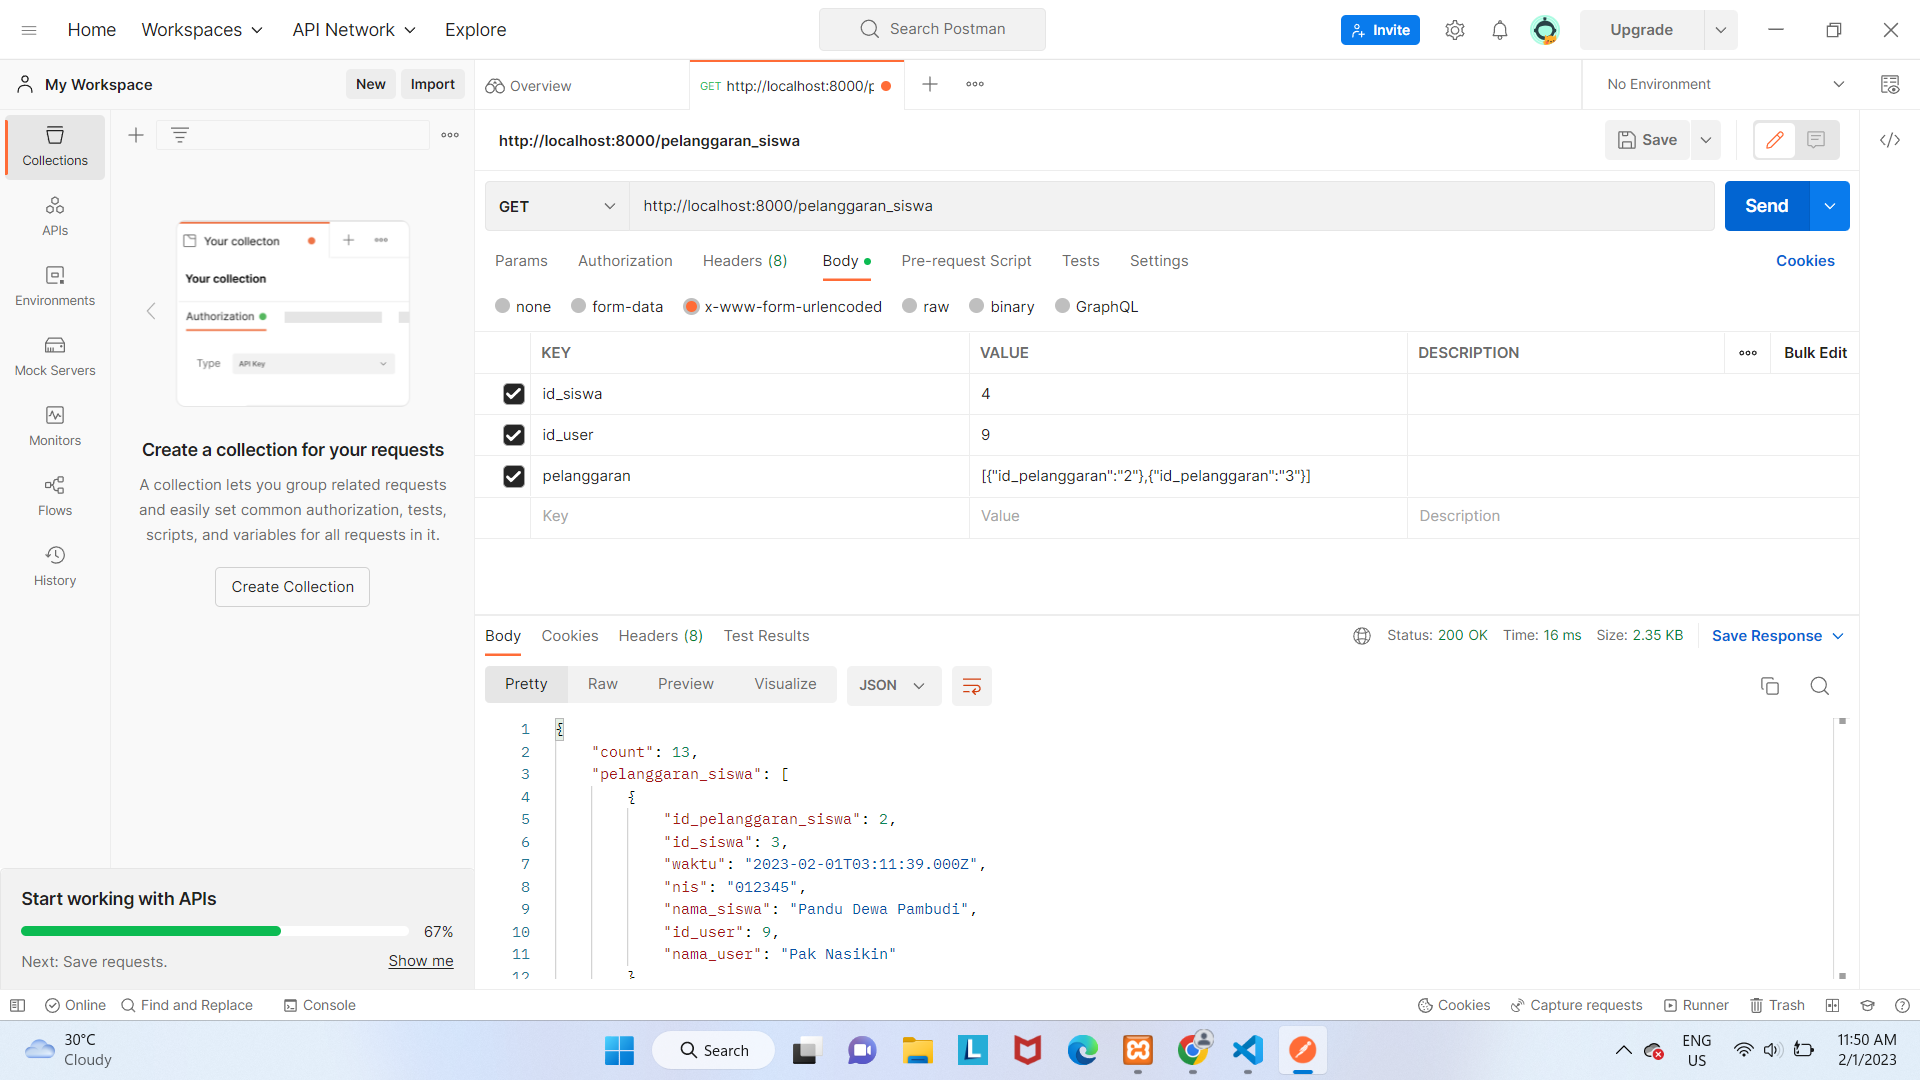 Home Workspaces API Network Explore Search Postman Invite Upgrade
My Workspace New Import Overview GET http://localhost:8000/p No Environment
Collections
APIs
Environments
Mock Servers
Monitors
Flows
History
Your collecton
Your collection
Authorization
Type API Key
Create a collection for your requests
A collection lets you group related requests
and easily set common authorization, tests,
scripts, and variables for all requests in it.
Create Collection
Start working with APIs
67%
Next: Save requests. Show me
http://localhost:8000/pelanggaran_siswa Save
GET http://localhost:8000/pelanggaran_siswa Send
Params Authorization Headers (8) Body Pre-request Script Tests Settings Cookies
none form-data x-www-form-urlencoded raw binary GraphQL
KEY VALUE DESCRIPTION Bulk Edit
id_siswa 4
id_user 9
pelanggaran [{"id_pelanggaran":"2"},{"id_pelanggaran":"3"}]
Key Value Description
Body Cookies Headers (8) Test Results Status: 200 OK Time: 16 ms Size: 2.35 KB Save Response
Pretty Raw Preview Visualize JSON
1 {
2 "count": 13,
3 "pelanggaran_siswa": [
4 {
5 "id_pelanggaran_siswa": 2,
6 "id_siswa": 3,
7 "waktu": "2023-02-01T03:11:39.000Z",
8 "nis": "012345",
9 "nama_siswa": "Pandu Dewa Pambudi",
10 "id_user": 9,
11 "nama_user": "Pak Nasikin"
12 }
Online Find and Replace Console Cookies Capture requests Runner Trash
30°C
Cloudy
Search
ENG
US
11:50 AM
2/1/2023